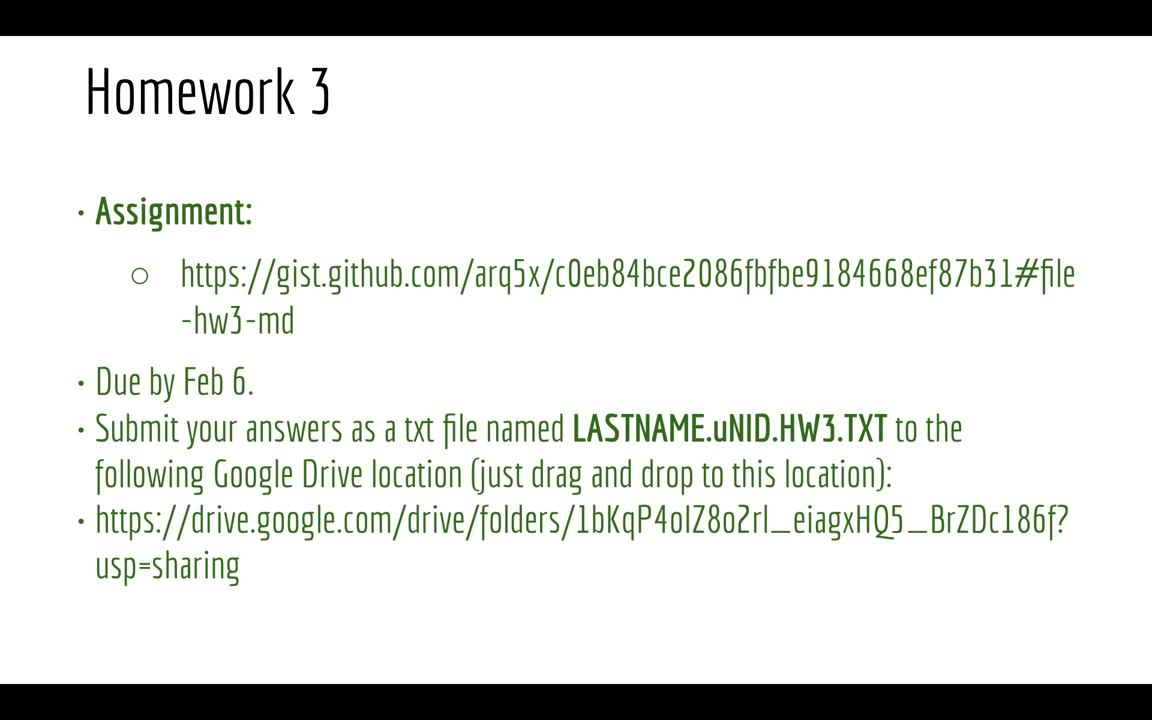 Homework 3
• Assignment:
○ https://gist.github.com/arq5x/c0eb84bce2086fbfbe9184668ef87b31#file
-hw3-md
• Due by Feb 6.
• Submit your answers as a txt file named LASTNAME.uNID.HW3.TXT to the
following Google Drive location (just drag and drop to this location):
• https://drive.google.com/drive/folders/1bKqP4oIZ8o2rl_eiagxHQ5_BrZDc186f?
usp=sharing